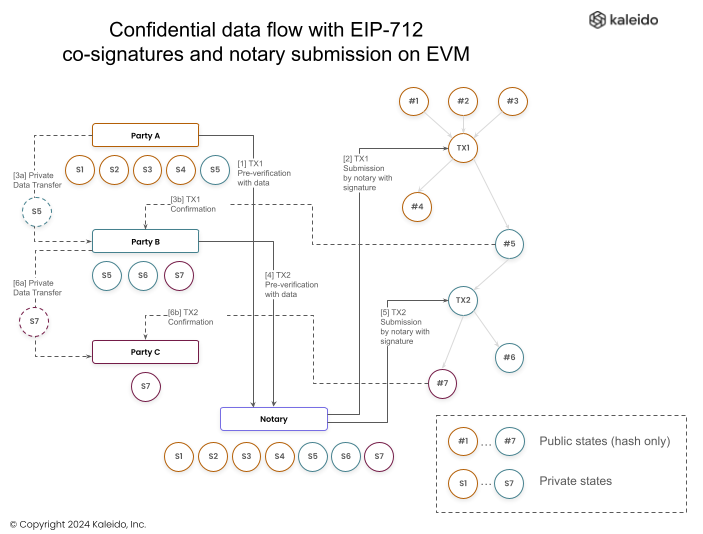 Confidential data flow with EIP-712
co-signatures and notary submission on EVM
kaleido
#1
#2
#3
Party A
[1] TX1
Pre-verification
with data
[2] TX1
Submission
by notary with
signature
TX1
S1
S2
S3
S4
S5
[3a] Private
Data Transfer
S5
[3b] TX1
Confirmation
#4
Party B
#5
S5
S6
S7
[4] TX2
Pre-verification
with data
[6a] Private
Data Transfer
S7
[6b] TX2
Confirmation
[5] TX2
Submission
by notary with
signature
TX2
Party C
#6
S7
#7
Notary
S1
S2
S3
S4
S5
S6
S7
#1 ... #7 Public states (hash only)
S1 ... S7 Private states
© Copyright 2024 Kaleido, Inc.